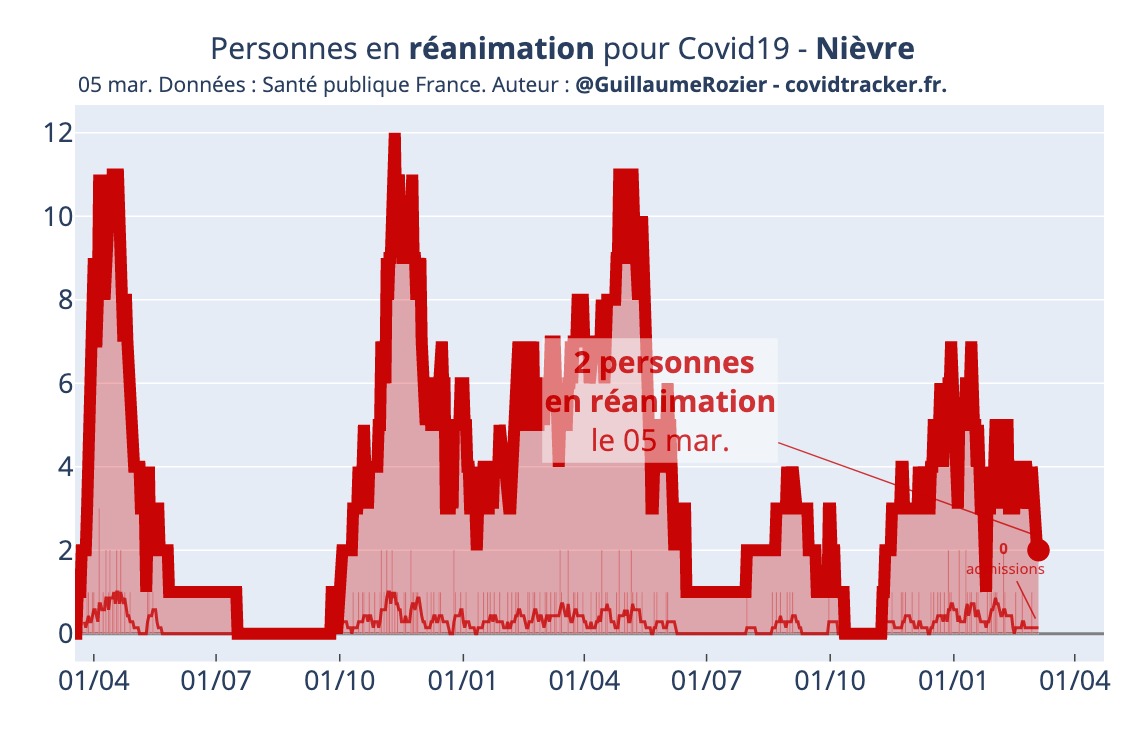 Personnes en réanimation pour Covid19 - Nièvre
05 mar. Données : Santé publique France. Auteur : @GuillaumeRozier - covidtracker.fr.
12
10
8
6
4
2
0
2 personnes
en réanimation
le 05 mar.
0
admissions
01/04 01/07 01/10 01/01 01/04 01/07 01/10 01/01 01/04